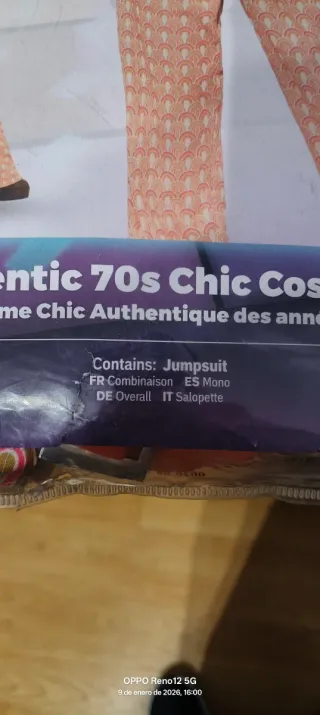 entic 70s Chic Cos
me Chic Authentique des anné
Contains: Jumpsuit
FR Combinaison ES Mono
DE Overall IT Salopette
OPPO Reno12 5G
9 de enero de 2026, 16:00